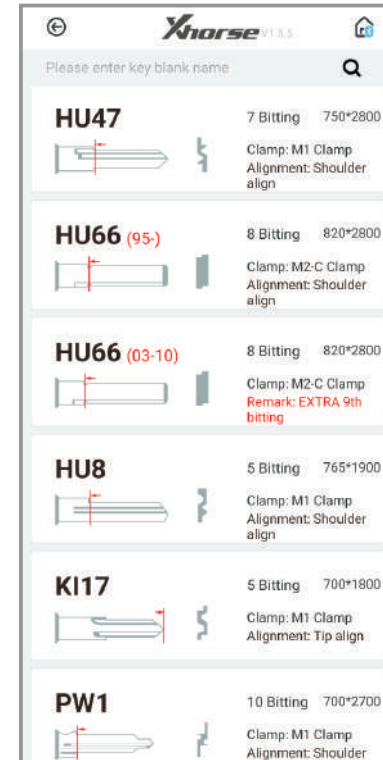 Xhorse V1.8.5
Please enter key blank name
HU47
7 Bitting 750*2800
Clamp: M1 Clamp
Alignment: Shoulder
align
HU66 (95-)
8 Bitting 820*2800
Clamp: M2-C Clamp
Alignment: Shoulder
align
HU66 (03-10)
8 Bitting 820*2800
Clamp: M2-C Clamp
Remark: EXTRA 9th
bitting
HU8
5 Bitting 765*1900
Clamp: M1 Clamp
Alignment: Shoulder
align
KI17
5 Bitting 700*1800
Clamp: M1 Clamp
Alignment: Tip align
PW1
10 Bitting 700*2700
Clamp: M1 Clamp
Alignment: Shoulder